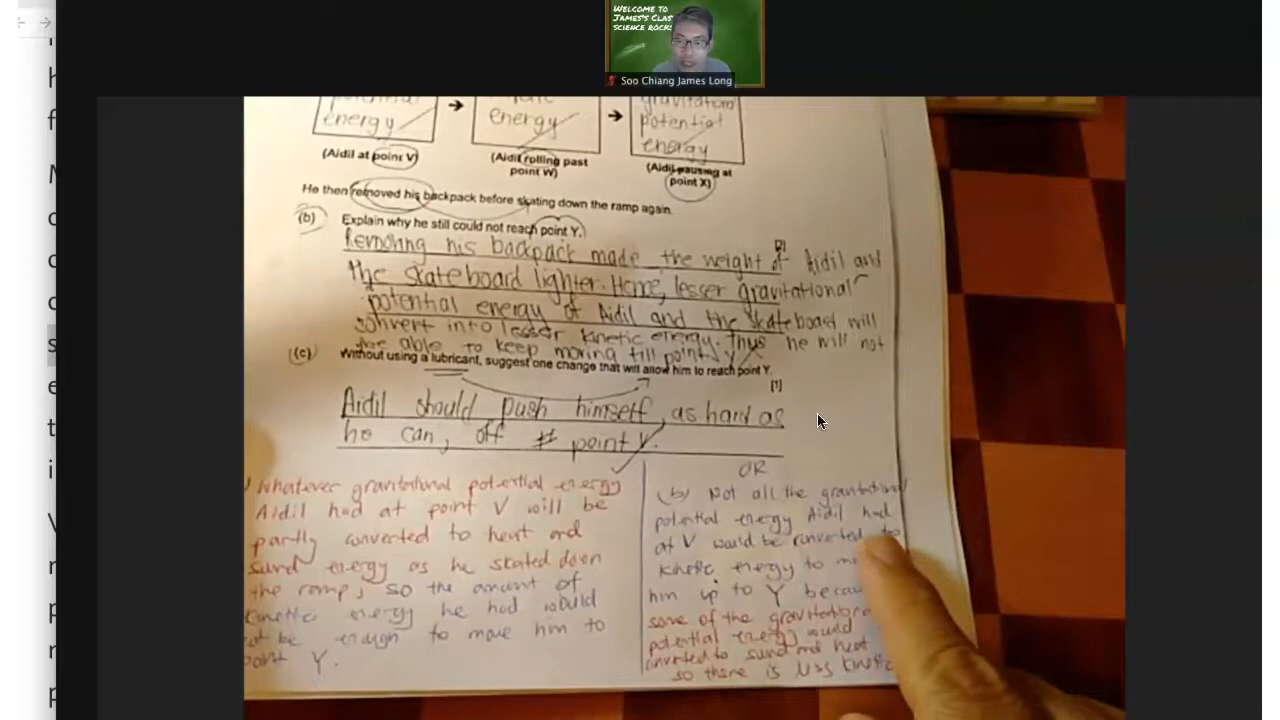 WELCOME TO
JAMES'S CLAS
SCIENCE ROCKS
Soo Chiang James Long
energy
energy
gravitational
potential
energy
(Aidil at point V)
(Aidil rolling past
point W)
(Aidil pausing at
point X)
He then removed his backpack before skating down the ramp again.
(b) Explain why he still could not reach point Y.
[2]
Removing his backpack made the weight of Aidil and
the skateboard lighter. Hence, lesser gravitational
potential energy of Aidil and the skateboard will
convert into lesser kinetic energy. Thus he will not
be able to keep moving till point Y
(c) Without using a lubricant, suggest one change that will allow him to reach point Y.
[1]
Aidil should push himself, as hard as
he can, off point V.
Whatever gravitational potential energy
Aidil had at point V will be
partly converted to heat and
sound energy as he skated down
the ramp, so the amount of
kinetic energy he had would
not be enough to move him to
point Y.
OR
(b) Not all the gravitational
potential energy Aidil had
at V would be converted to
kinetic energy to
him up to Y
some of the
potential energy would
converted to sound and heat
so there is less kinetic